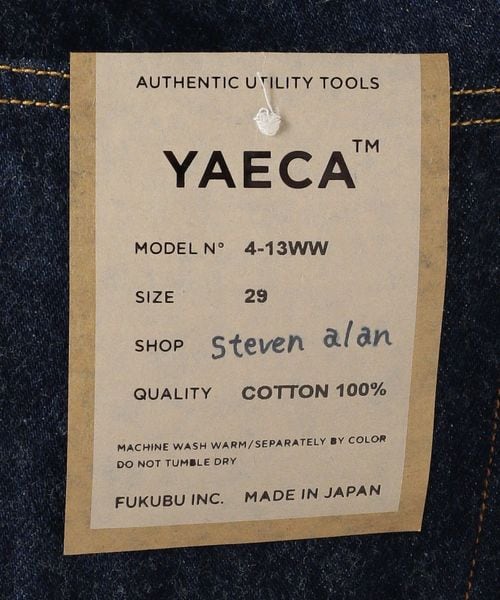 AUTHENTIC UTILITY TOOLS
YAECA™
MODEL Nº 4-13WW
SIZE 29
SHOP Steven alan
QUALITY COTTON 100%
MACHINE WASH WARM/SEPARATELY BY COLOR
DO NOT TUMBLE DRY
FUKUBU INC. MADE IN JAPAN